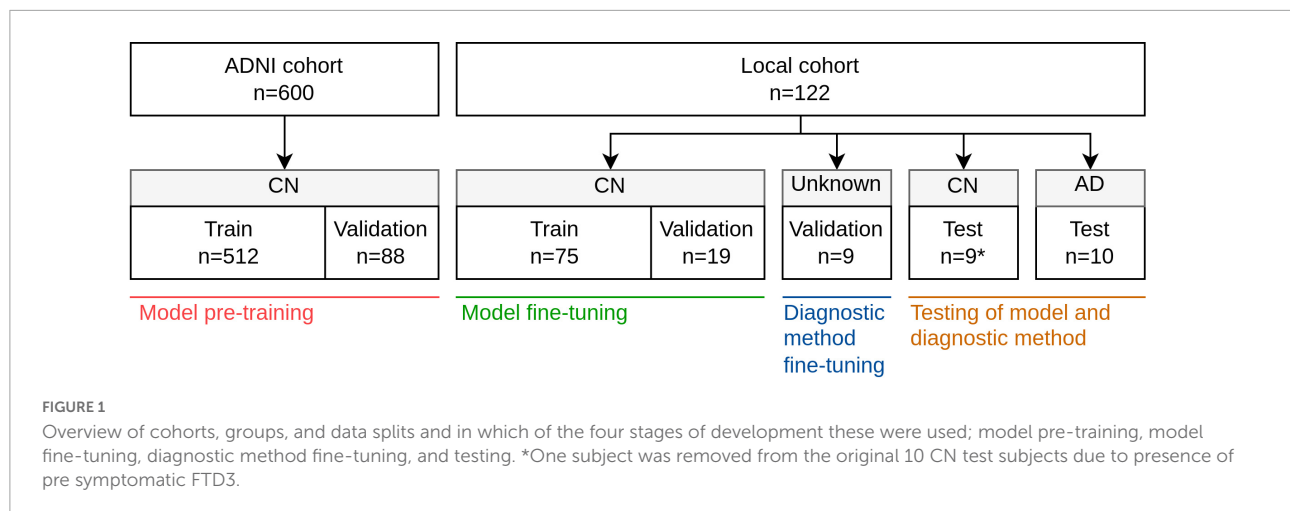 ADNI cohort
n=600
Local cohort
n=122
CN
Train
n=512
Validation
n=88
CN
Train
n=75
Validation
n=19
Unknown
Validation
n=9
CN
Test
n=9*
AD
Test
n=10
Model pre-training
Model fine-tuning
Diagnostic
method
fine-tuning
Testing of model and
diagnostic method
FIGURE 1
Overview of cohorts, groups, and data splits and in which of the four stages of development these were used; model pre-training, model
fine-tuning, diagnostic method fine-tuning, and testing. *One subject was removed from the original 10 CN test subjects due to presence of
pre symptomatic FTD3.